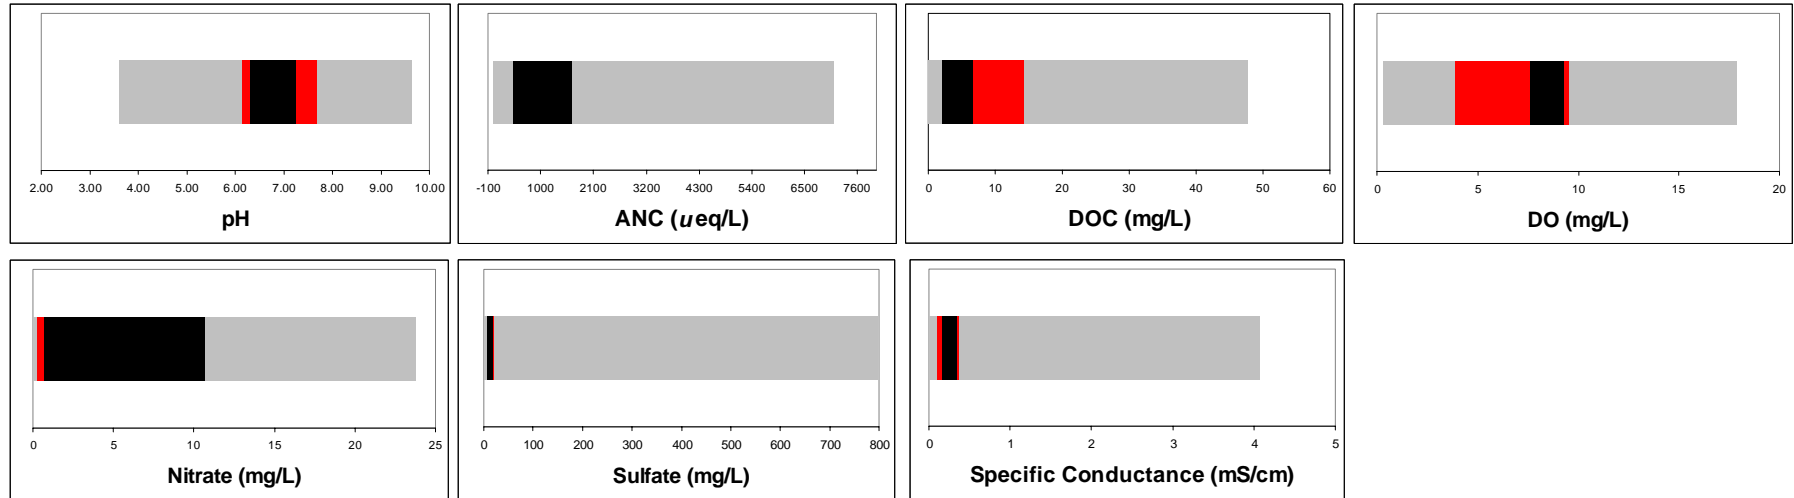 2.00 3.00 4.00 5.00 6.00 7.00 8.00 9.00 10.00
pH
-100 1000 2100 3200 4300 5400 6500 7600
ANC (ueq/L)
0 10 20 30 40 50 60
DOC (mg/L)
0 5 10 15 20
DO (mg/L)
0 5 10 15 20 25
Nitrate (mg/L)
0 100 200 300 400 500 600 700 800
Sulfate (mg/L)
0 1 2 3 4 5
Specific Conductance (mS/cm)